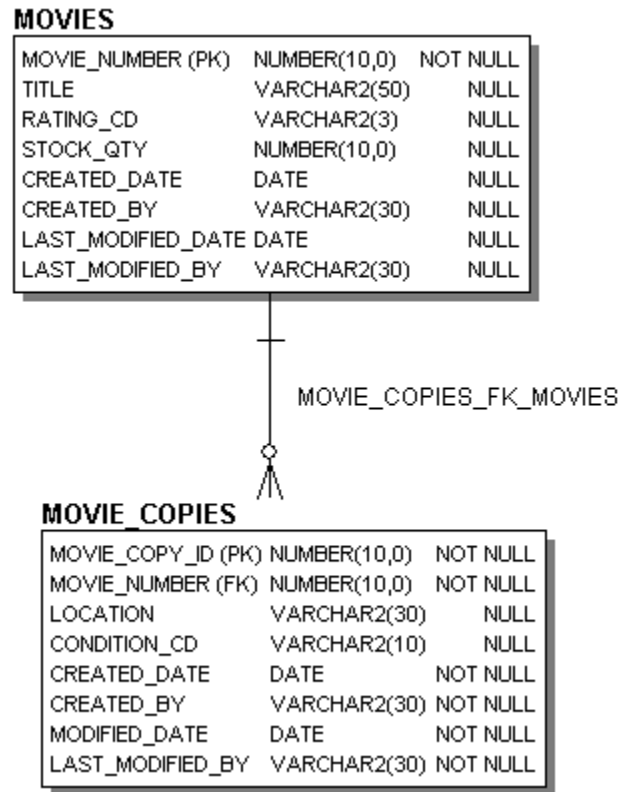 MOVIES
MOVIE_NUMBER (PK) NUMBER(10,0) NOT NULL
TITLE VARCHAR2(50) NULL
RATING_CD VARCHAR2(3) NULL
STOCK_QTY NUMBER(10,0) NULL
CREATED_DATE DATE NULL
CREATED_BY VARCHAR2(30) NULL
LAST_MODIFIED_DATE DATE NULL
LAST_MODIFIED_BY VARCHAR2(30) NULL
MOVIE_COPIES_FK_MOVIES
MOVIE_COPIES
MOVIE_COPY_ID (PK) NUMBER(10,0) NOT NULL
MOVIE_NUMBER (FK) NUMBER(10,0) NOT NULL
LOCATION VARCHAR2(30) NULL
CONDITION_CD VARCHAR2(10) NULL
CREATED_DATE DATE NOT NULL
CREATED_BY VARCHAR2(30) NOT NULL
MODIFIED_DATE DATE NOT NULL
LAST_MODIFIED_BY VARCHAR2(30) NOT NULL